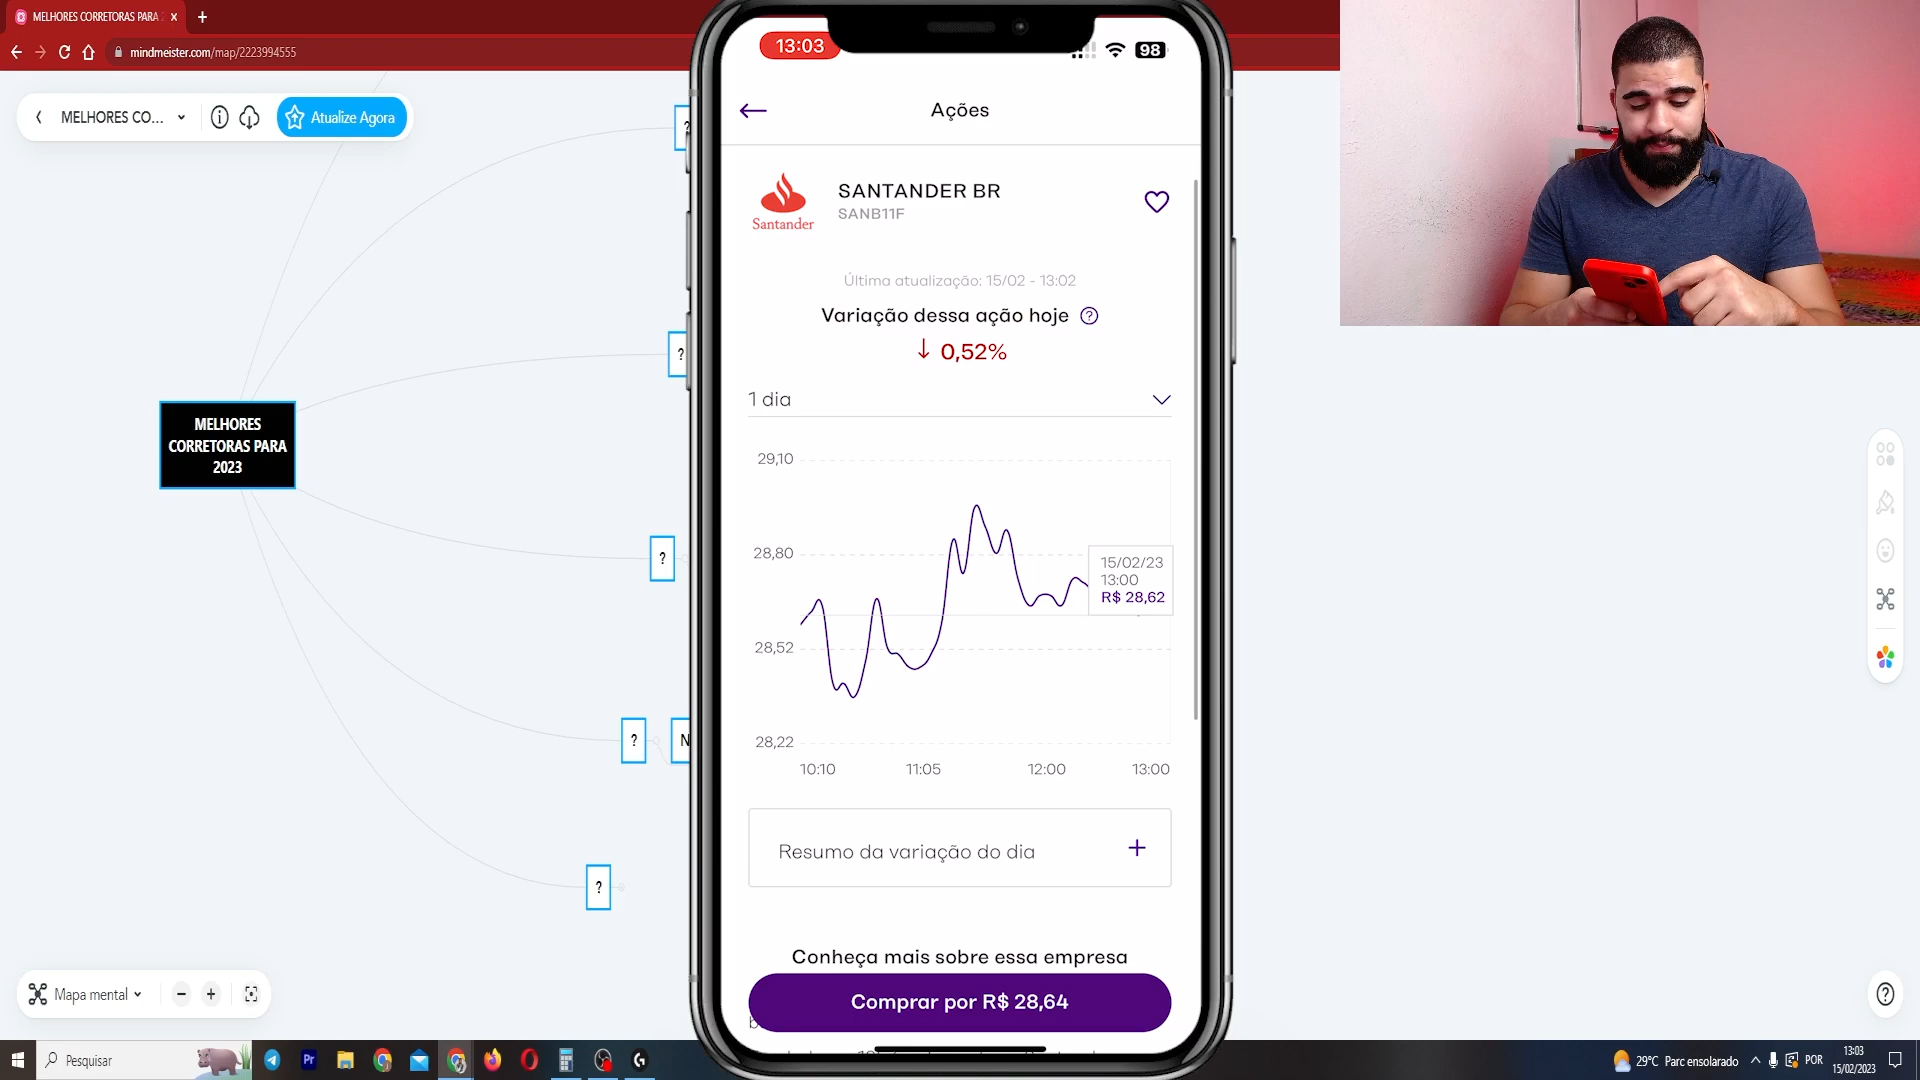 MELHORES CORRETORAS PARA
mindmeister.com/map/2223994555
MELHORES CO...
Atualize Agora
MELHORES
CORRETORAS PARA
2023
?
?
?
?
N
?
Mapa mental
13:03
98
Ações
Santander
SANTANDER BR
SANB11F
Última atualização: 15/02 - 13:02
Variação dessa ação hoje ?
↓ 0,52%
1 dia
29,10
28,80
28,52
28,22
15/02/23
13:00
R$ 28,62
10:10 11:05 12:00 13:00
Resumo da variação do dia +
Conheça mais sobre essa empresa
Comprar por R$ 28,64
Pesquisar
Pr
29°C Parc ensolarado
POR
13:03
15/02/2023